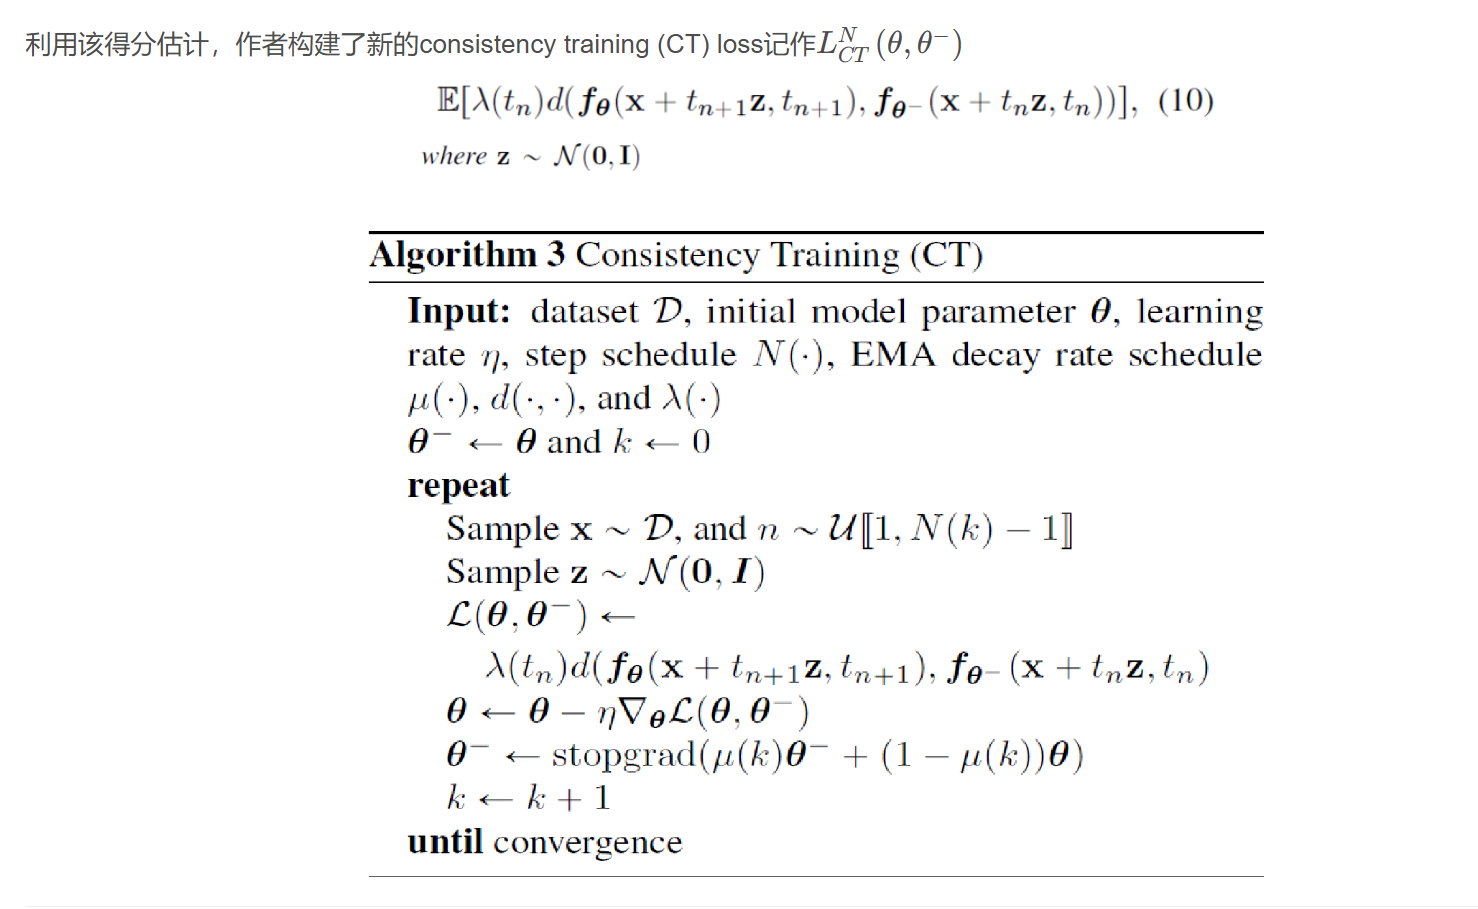 利用该得分估计，作者构建了新的consistency training (CT) loss记作$L_{CT}^{N}(\theta, \theta^{-})$
$\mathbb{E}[\lambda(t_n)d(\boldsymbol{f}_{\boldsymbol{\theta}}(\mathbf{x} + t_{n+1}\mathbf{z}, t_{n+1}), \boldsymbol{f}_{\boldsymbol{\theta}^-}(\mathbf{x} + t_n\mathbf{z}, t_n))],$ (10)
where $\mathbf{z} \sim \mathcal{N}(\mathbf{0}, \mathbf{I})$
Algorithm 3 Consistency Training (CT)
Input: dataset $\mathcal{D}$, initial model parameter $\boldsymbol{\theta}$, learning
rate $\eta$, step schedule $N(\cdot)$, EMA decay rate schedule
$\mu(\cdot)$, $d(\cdot, \cdot)$, and $\lambda(\cdot)$
$\boldsymbol{\theta}^- \leftarrow \boldsymbol{\theta}$ and $k \leftarrow 0$
repeat
Sample $\mathbf{x} \sim \mathcal{D}$, and $n \sim \mathcal{U}[\![1, N(k) - 1]\!]$
Sample $\mathbf{z} \sim \mathcal{N}(\mathbf{0}, \boldsymbol{I})$
$\mathcal{L}(\boldsymbol{\theta}, \boldsymbol{\theta}^-) \leftarrow$
$\lambda(t_n)d(\boldsymbol{f}_{\boldsymbol{\theta}}(\mathbf{x} + t_{n+1}\mathbf{z}, t_{n+1}), \boldsymbol{f}_{\boldsymbol{\theta}^-}(\mathbf{x} + t_n\mathbf{z}, t_n)$
$\boldsymbol{\theta} \leftarrow \boldsymbol{\theta} - \eta\nabla_{\boldsymbol{\theta}}\mathcal{L}(\boldsymbol{\theta}, \boldsymbol{\theta}^-)$
$\boldsymbol{\theta}^- \leftarrow \text{stopgrad}(\mu(k)\boldsymbol{\theta}^- + (1 - \mu(k))\boldsymbol{\theta})$
$k \leftarrow k + 1$
until convergence